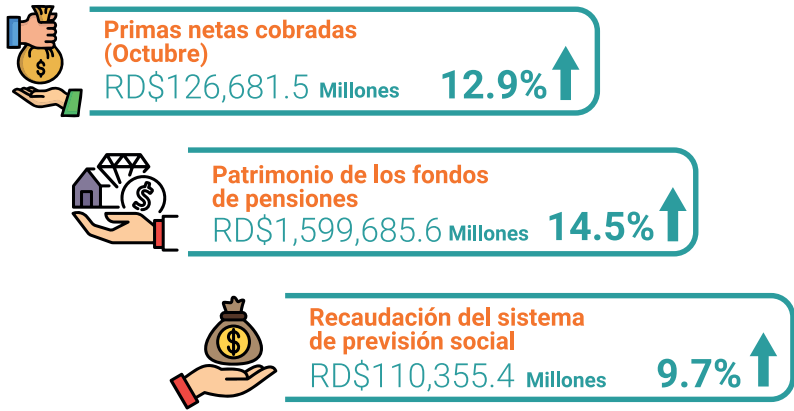 Primas netas cobradas
(Octubre)
RD$126,681.5 Millones 12.9%
Patrimonio de los fondos
de pensiones
RD$1,599,685.6 Millones 14.5%
Recaudación del sistema
de previsión social
RD$110,355.4 Millones 9.7%